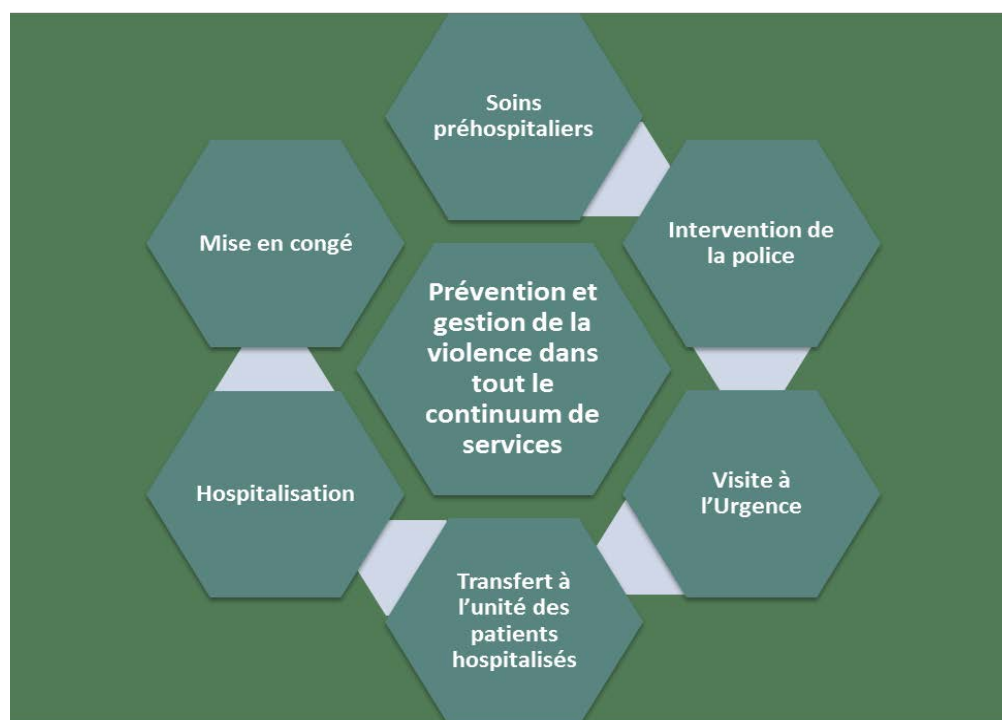 Soins
préhospitaliers
Intervention de
la police
Visite à
l’Urgence
Transfert à
l’unité des
patients
hospitalisés
Hospitalisation
Mise en congé
Prévention et
gestion de la
violence dans
tout le
continuum de
services